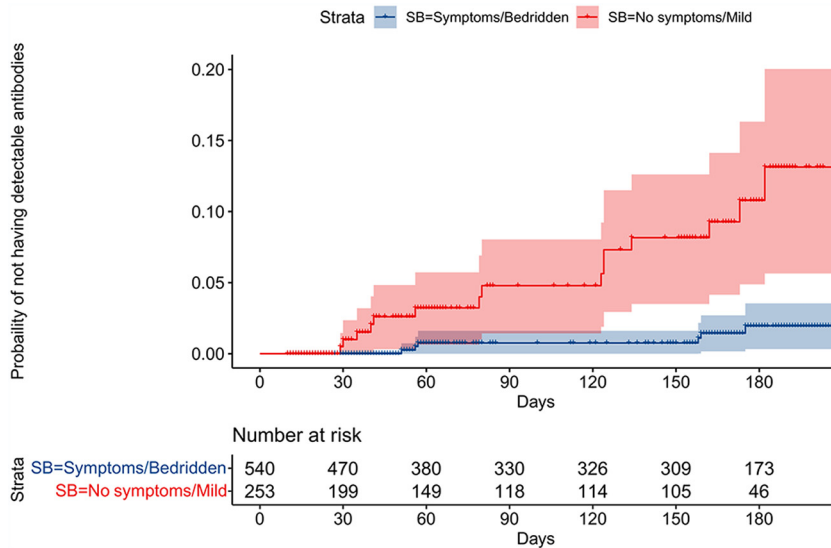 Strata SB=Symptoms/Bedridden SB=No symptoms/Mild
Probaility of not having detectable antibodies
0.20
0.15
0.10
0.05
0.00
0 30 60 90 120 150 180
Days
Number at risk
Strata
SB=Symptoms/Bedridden 540 470 380 330 326 309 173
SB=No symptoms/Mild 253 199 149 118 114 105 46
0 30 60 90 120 150 180
Days